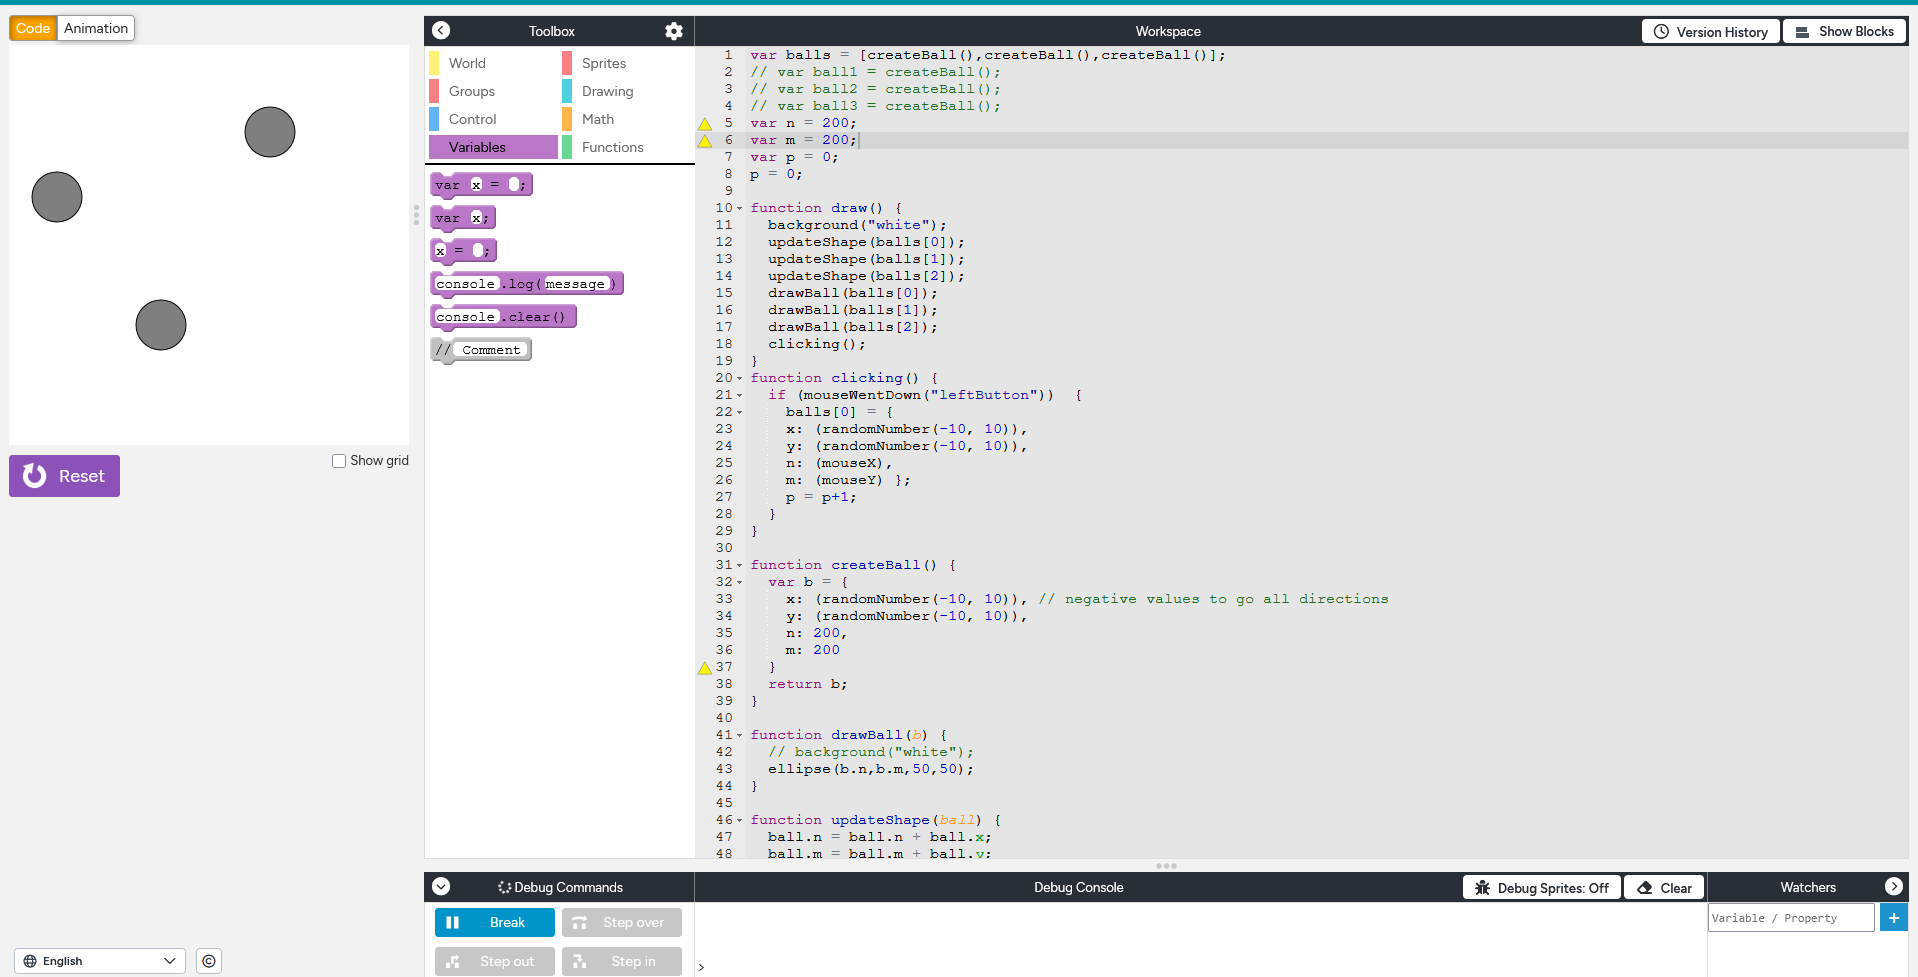 Code Animation
Reset
Show grid
English
Toolbox
World Sprites
Groups Drawing
Control Math
Variables Functions
var x = ;
var x;
x = ;
console.log(message)
console.clear()
// Comment
Workspace
Version History
Show Blocks
1 var balls = [createBall(),createBall(),createBall()];
2 // var ball1 = createBall();
3 // var ball2 = createBall();
4 // var ball3 = createBall();
5 var n = 200;
6 var m = 200;
7 var p = 0;
8 p = 0;
9
10 function draw() {
11 background("white");
12 updateShape(balls[0]);
13 updateShape(balls[1]);
14 updateShape(balls[2]);
15 drawBall(balls[0]);
16 drawBall(balls[1]);
17 drawBall(balls[2]);
18 clicking();
19 }
20 function clicking() {
21 if (mouseWentDown("leftButton")) {
22 balls[0] = {
23 x: (randomNumber(-10, 10)),
24 y: (randomNumber(-10, 10)),
25 n: (mouseX),
26 m: (mouseY) };
27 p = p+1;
28 }
29 }
30
31 function createBall() {
32 var b = {
33 x: (randomNumber(-10, 10)), // negative values to go all directions
34 y: (randomNumber(-10, 10)),
35 n: 200,
36 m: 200
37 }
38 return b;
39 }
40
41 function drawBall(b) {
42 // background("white");
43 ellipse(b.n,b.m,50,50);
44 }
45
46 function updateShape(ball) {
47 ball.n = ball.n + ball.x;
48 ball.m = ball.m + ball.y;
Debug Commands
Break Step over
Step out Step in
Debug Console
Debug Sprites: Off
Clear
>
Watchers
Variable / Property
+